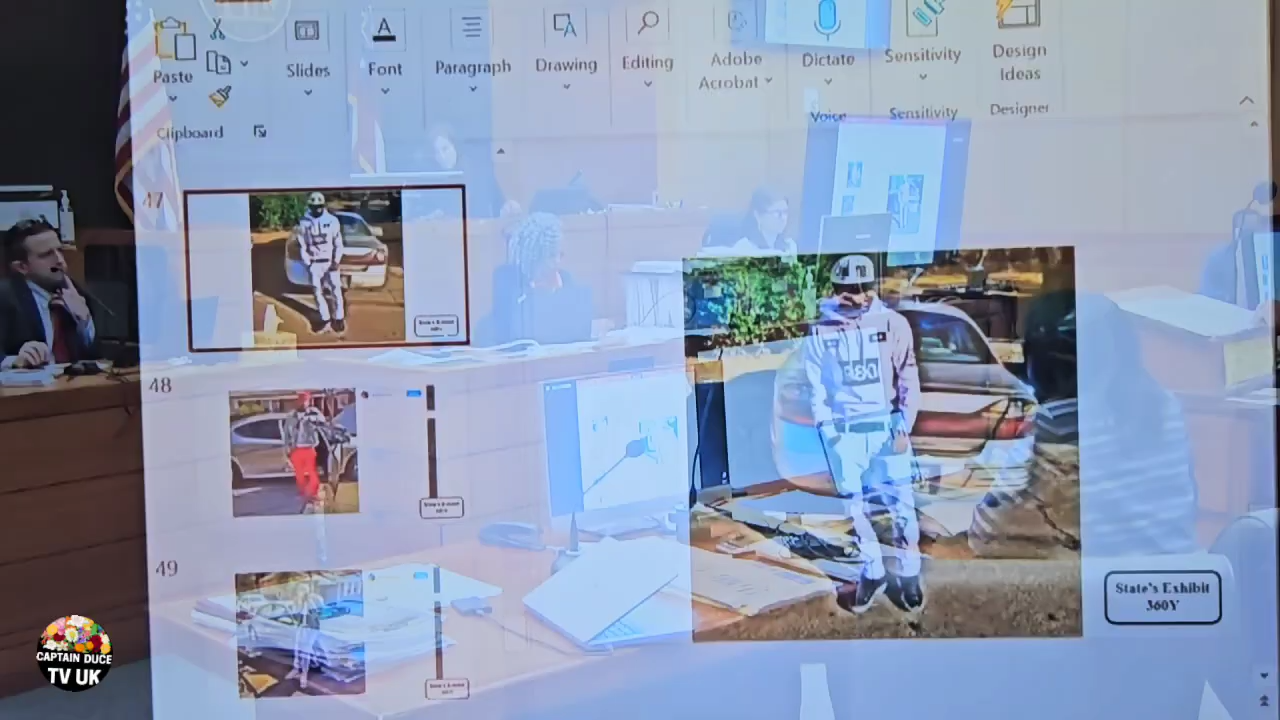 Paste
Clipboard
Slides
Font
Paragraph
Drawing
Editing
Adobe
Acrobat
Dictate
Voice
Sensitivity
Sensitivity
Design
Ideas
Designer
47
48
49
State's Exhibit
360Y
CAPTAIN DUCE
TV UK